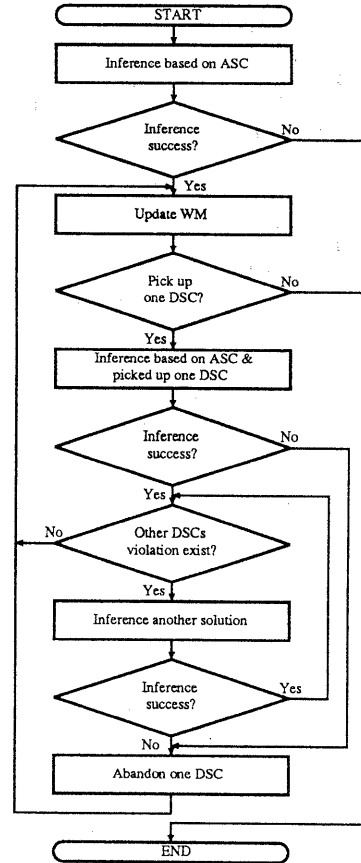 START
Inference based on ASC
Inference
success?
No
Yes
Update WM
Pick up
one DSC?
No
Yes
Inference based on ASC &
picked up one DSC
Inference
success?
No
Yes
No
Other DSCs
violation exist?
Yes
Inference another solution
Inference
success?
Yes
No
Abandon one DSC
END